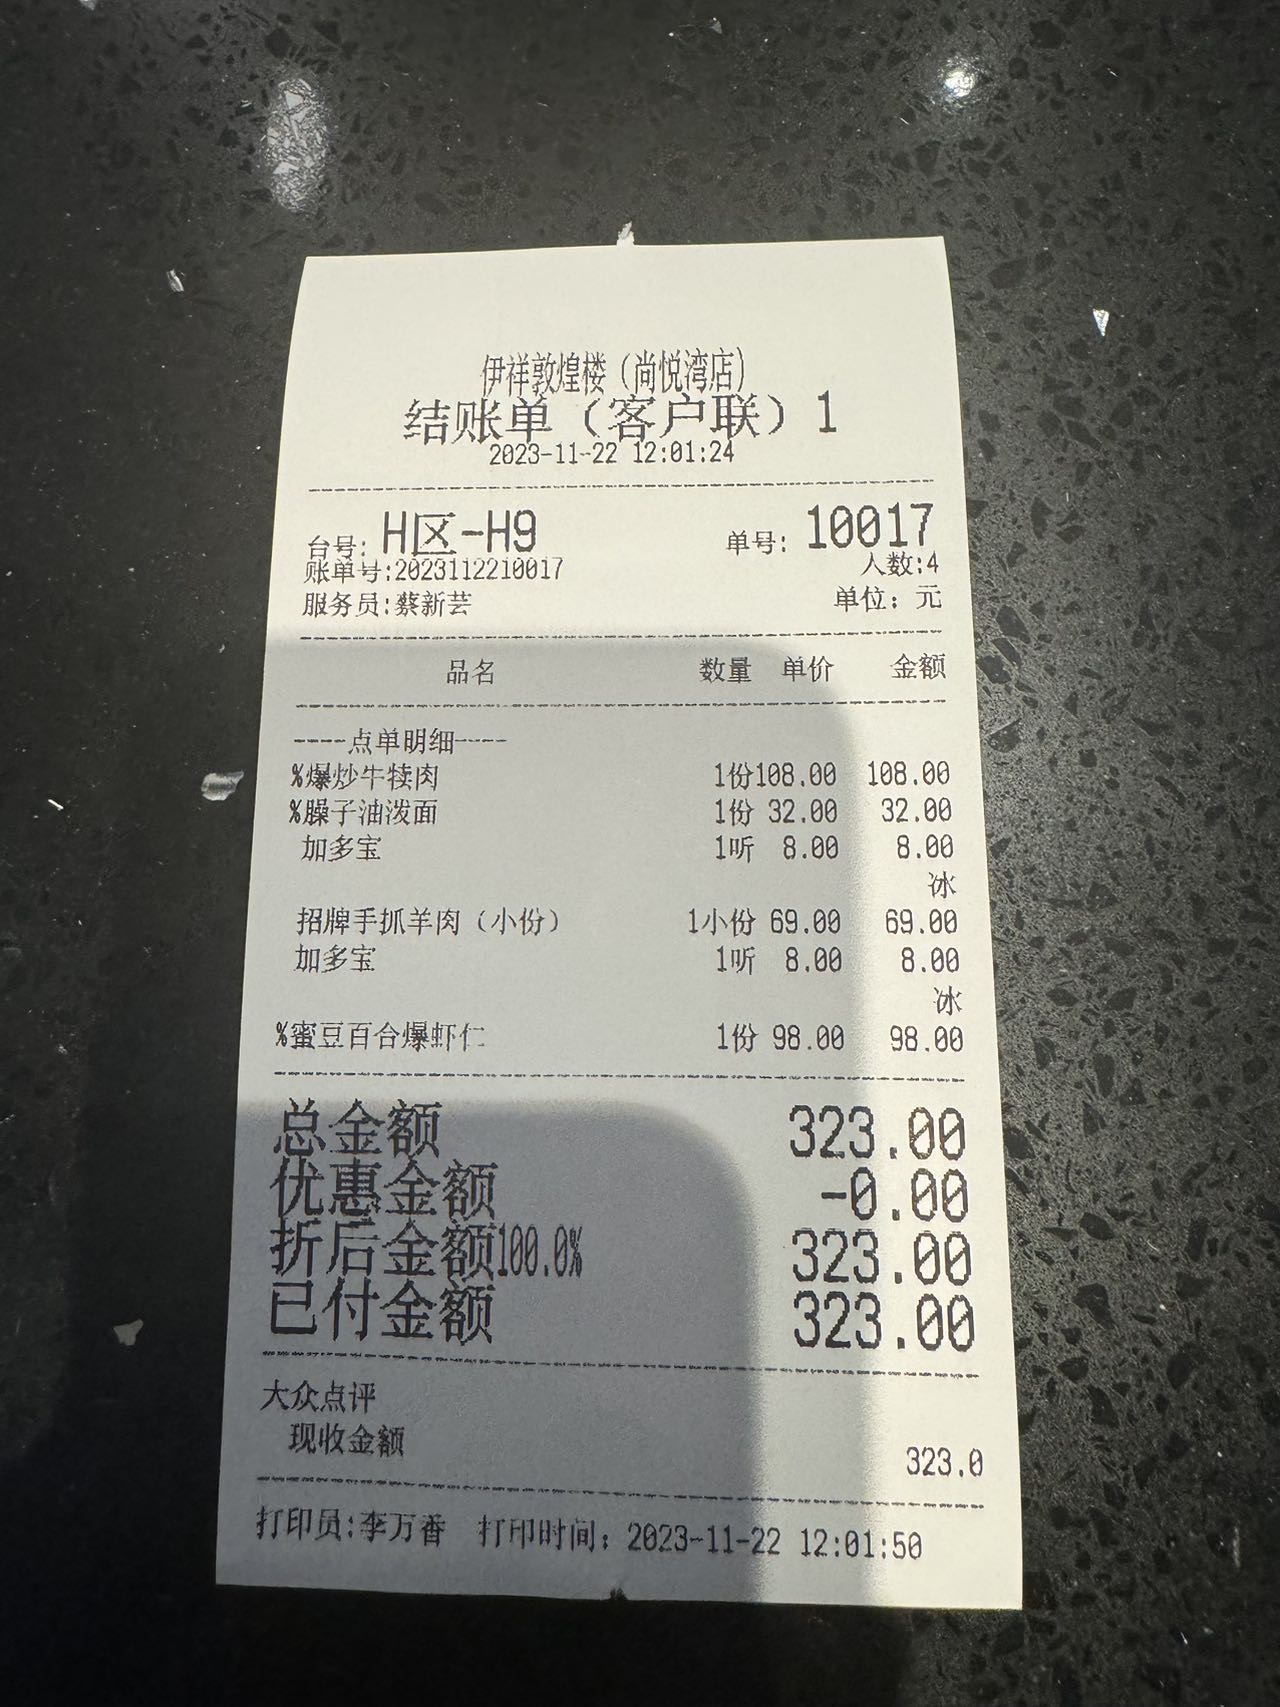 伊祥敦煌楼（尚悦湾店）
结账单（客户联）1
2023-11-22 12:01:24
台号: H区-H9 单号: 10017
账单号:2023112210017 人数:4
服务员:蔡新芸 单位：元
品名 数量 单价 金额
----点单明细----
%爆炒牛犊肉 1份108.00 108.00
%臊子油泼面 1份 32.00 32.00
加多宝 1听 8.00 8.00
冰
招牌手抓羊肉（小份） 1小份 69.00 69.00
加多宝 1听 8.00 8.00
冰
%蜜豆百合爆虾仁 1份 98.00 98.00
总金额 323.00
优惠金额 -0.00
折后金额100.0% 323.00
已付金额 323.00
大众点评
现收金额 323.0
打印员:李万香 打印时间：2023-11-22 12:01:50